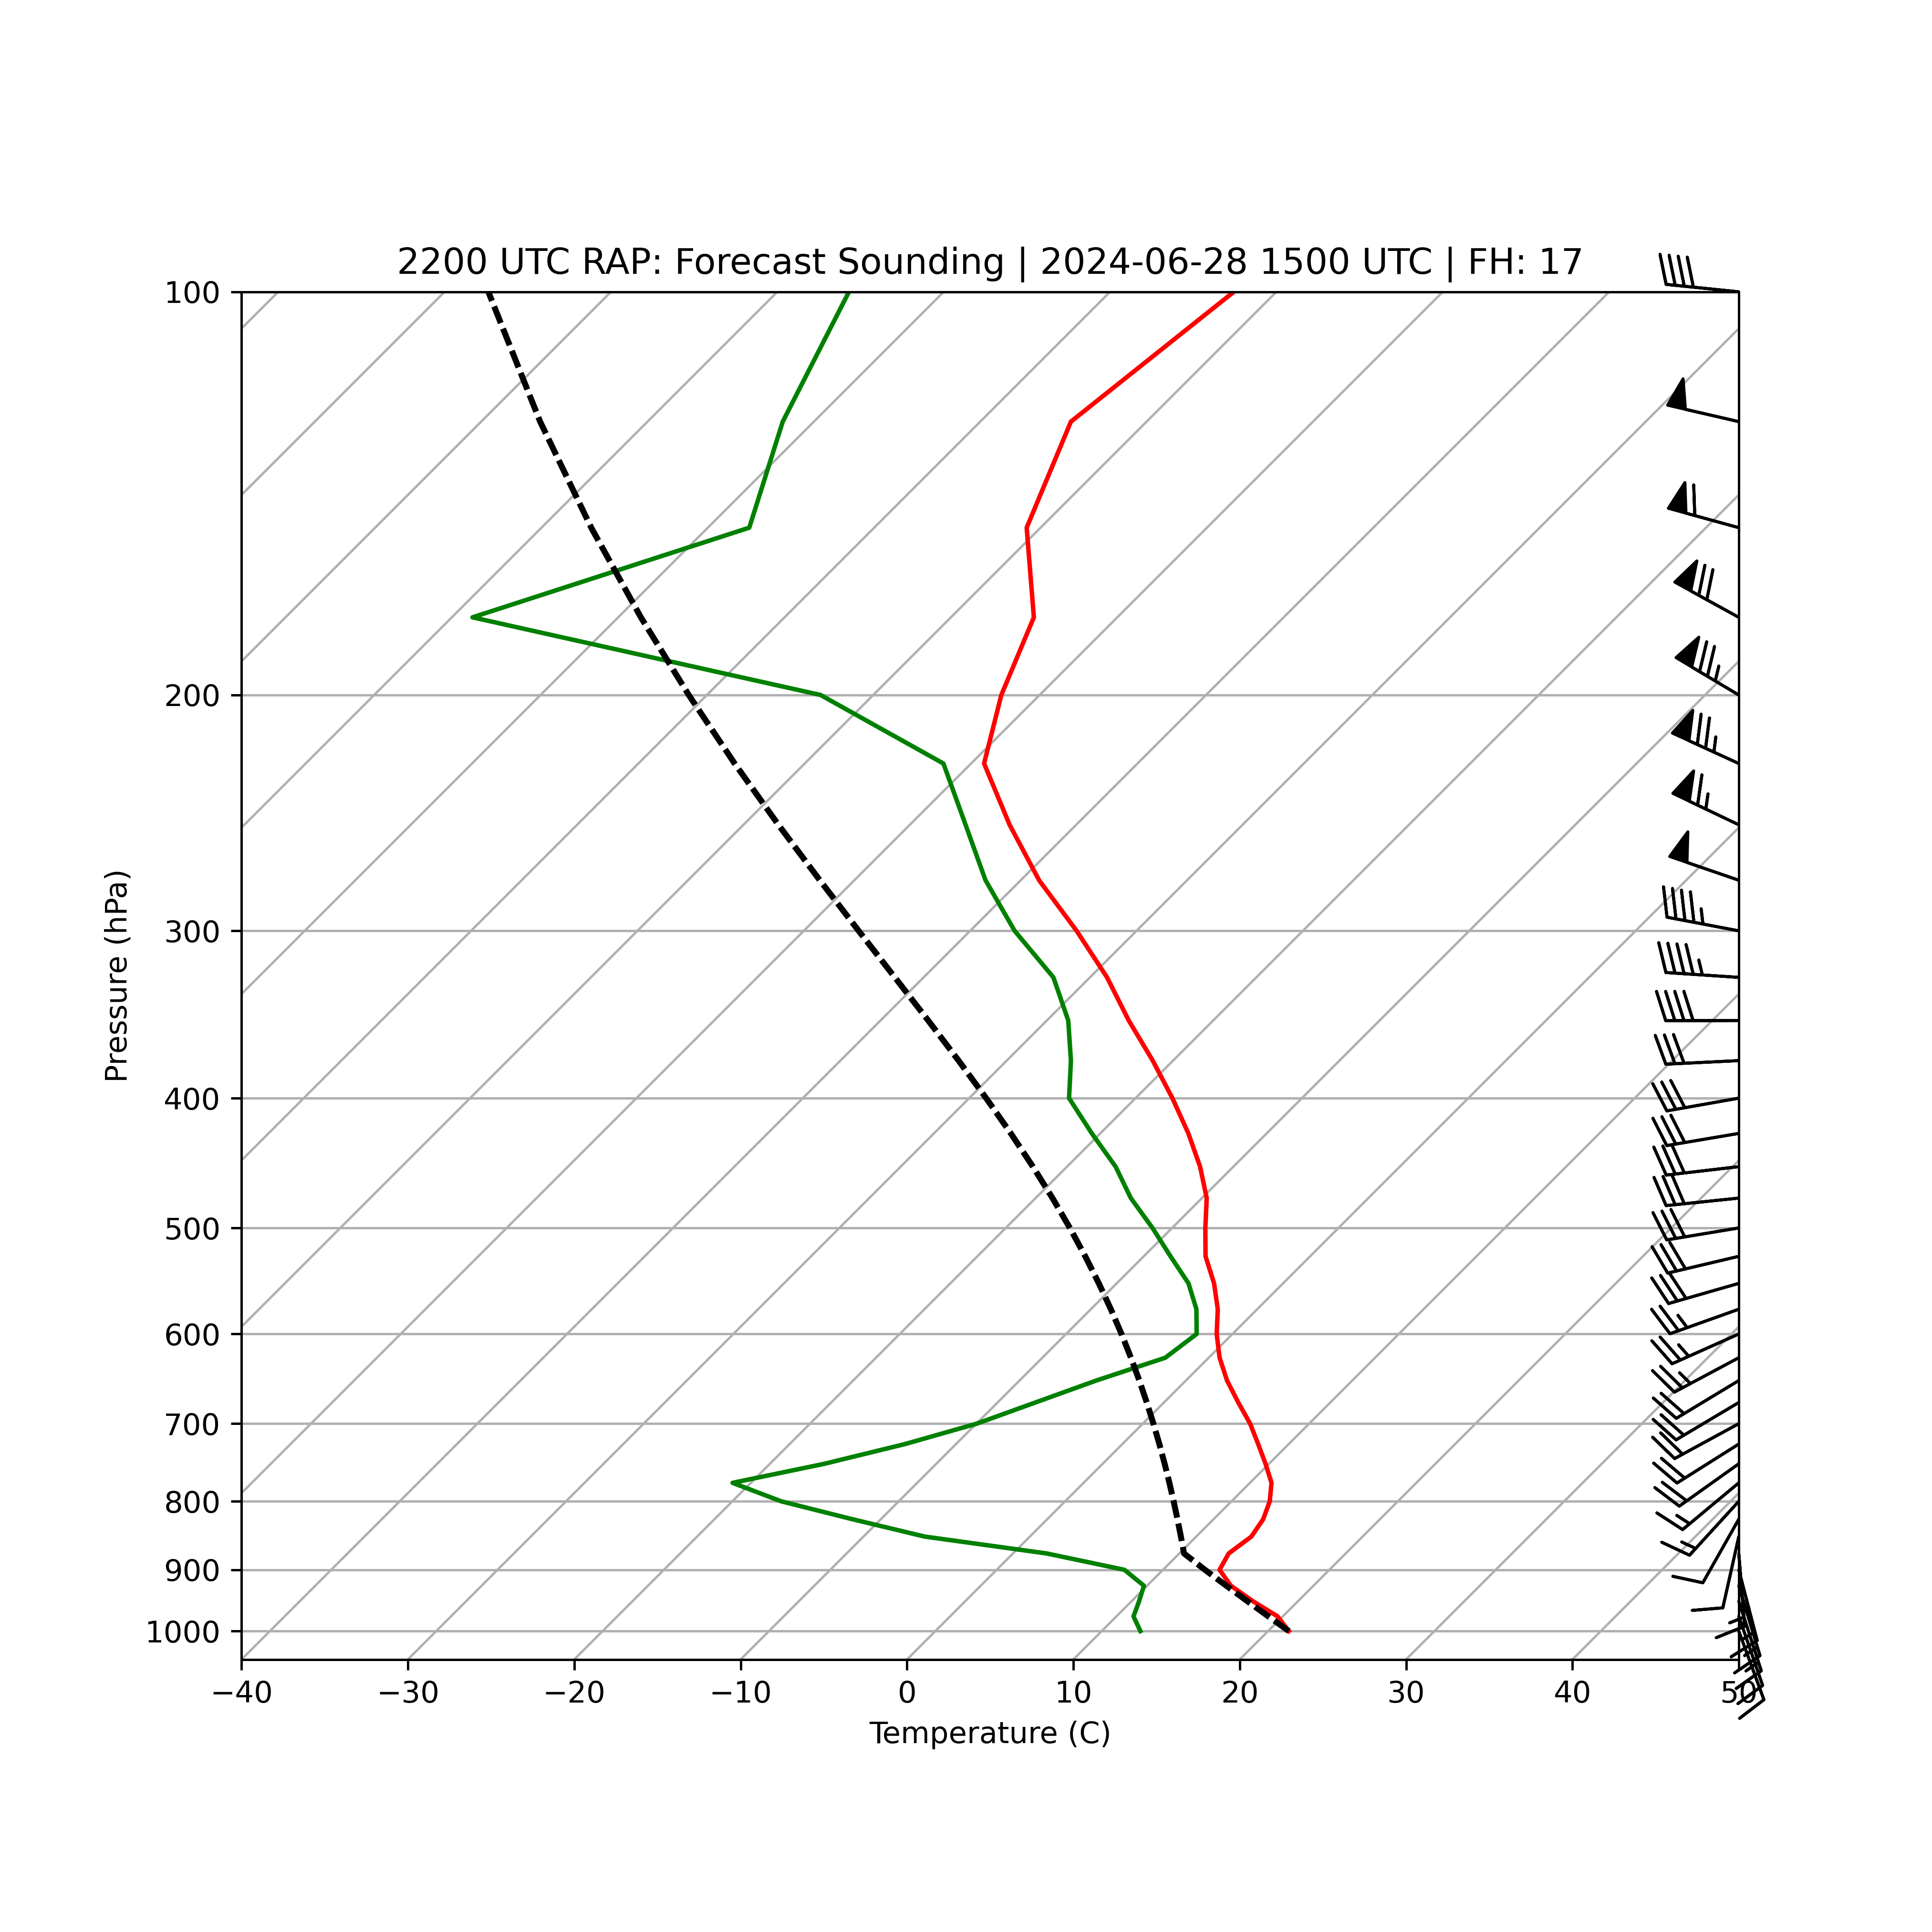 2200 UTC RAP: Forecast Sounding | 2024-06-28 1500 UTC | FH: 17
100
200
300
400
500
600
700
800
900
1000
Pressure (hPa)
−40 −30 −20 −10 0 10 20 30 40 50
Temperature (C)